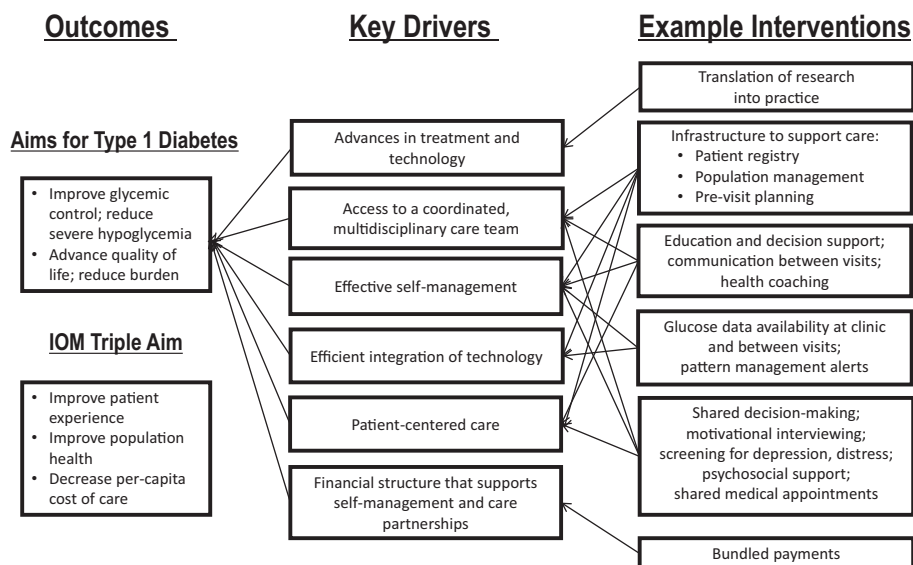 Outcomes
Key Drivers
Example Interventions
Aims for Type 1 Diabetes
• Improve glycemic
control; reduce
severe hypoglycemia
• Advance quality of
life; reduce burden
IOM Triple Aim
• Improve patient
experience
• Improve population
health
• Decrease per-capita
cost of care
Advances in treatment and
technology
Access to a coordinated,
multidisciplinary care team
Effective self-management
Efficient integration of technology
Patient-centered care
Financial structure that supports
self-management and care
partnerships
Translation of research
into practice
Infrastructure to support care:
• Patient registry
• Population management
• Pre-visit planning
Education and decision support;
communication between visits;
health coaching
Glucose data availability at clinic
and between visits;
pattern management alerts
Shared decision-making;
motivational interviewing;
screening for depression, distress;
psychosocial support;
shared medical appointments
Bundled payments